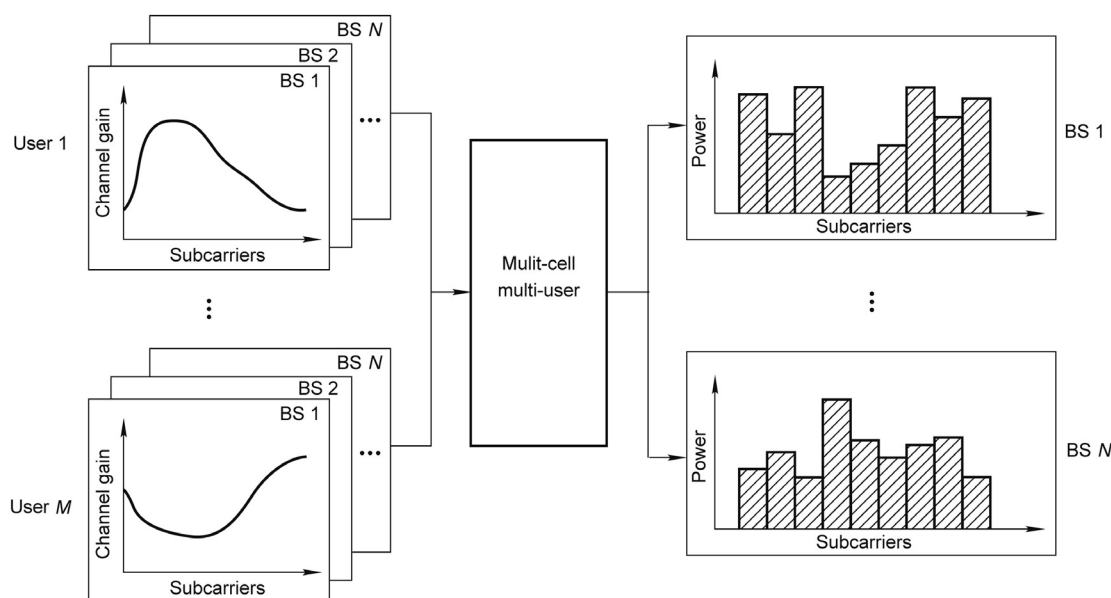 BS N
BS 2
BS 1
User 1
Channel gain
Subcarriers
...
BS N
BS 2
BS 1
User M
Channel gain
Subcarriers
...
Mulit-cell
multi-user
Power
Subcarriers
BS 1
Power
Subcarriers
BS N